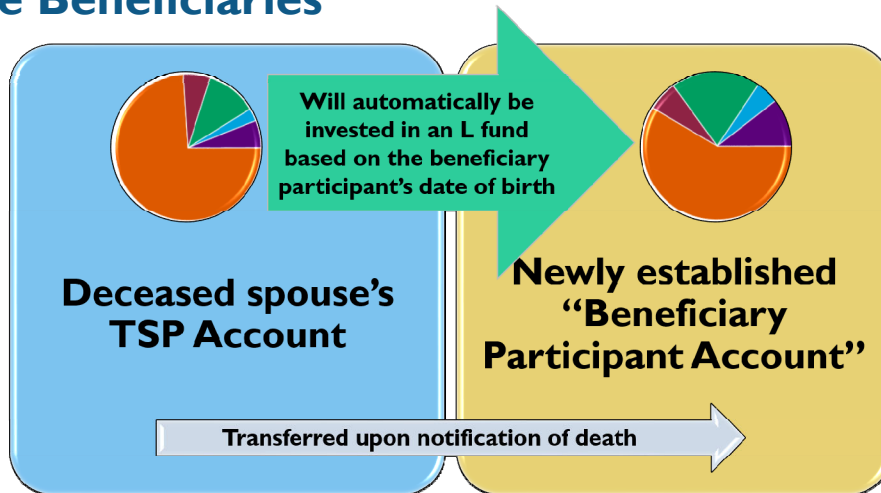 e Beneficiaries
Will automatically be
invested in an L fund
based on the beneficiary
participant’s date of birth
Deceased spouse’s
TSP Account
Newly established
“Beneficiary
Participant Account”
Transferred upon notification of death